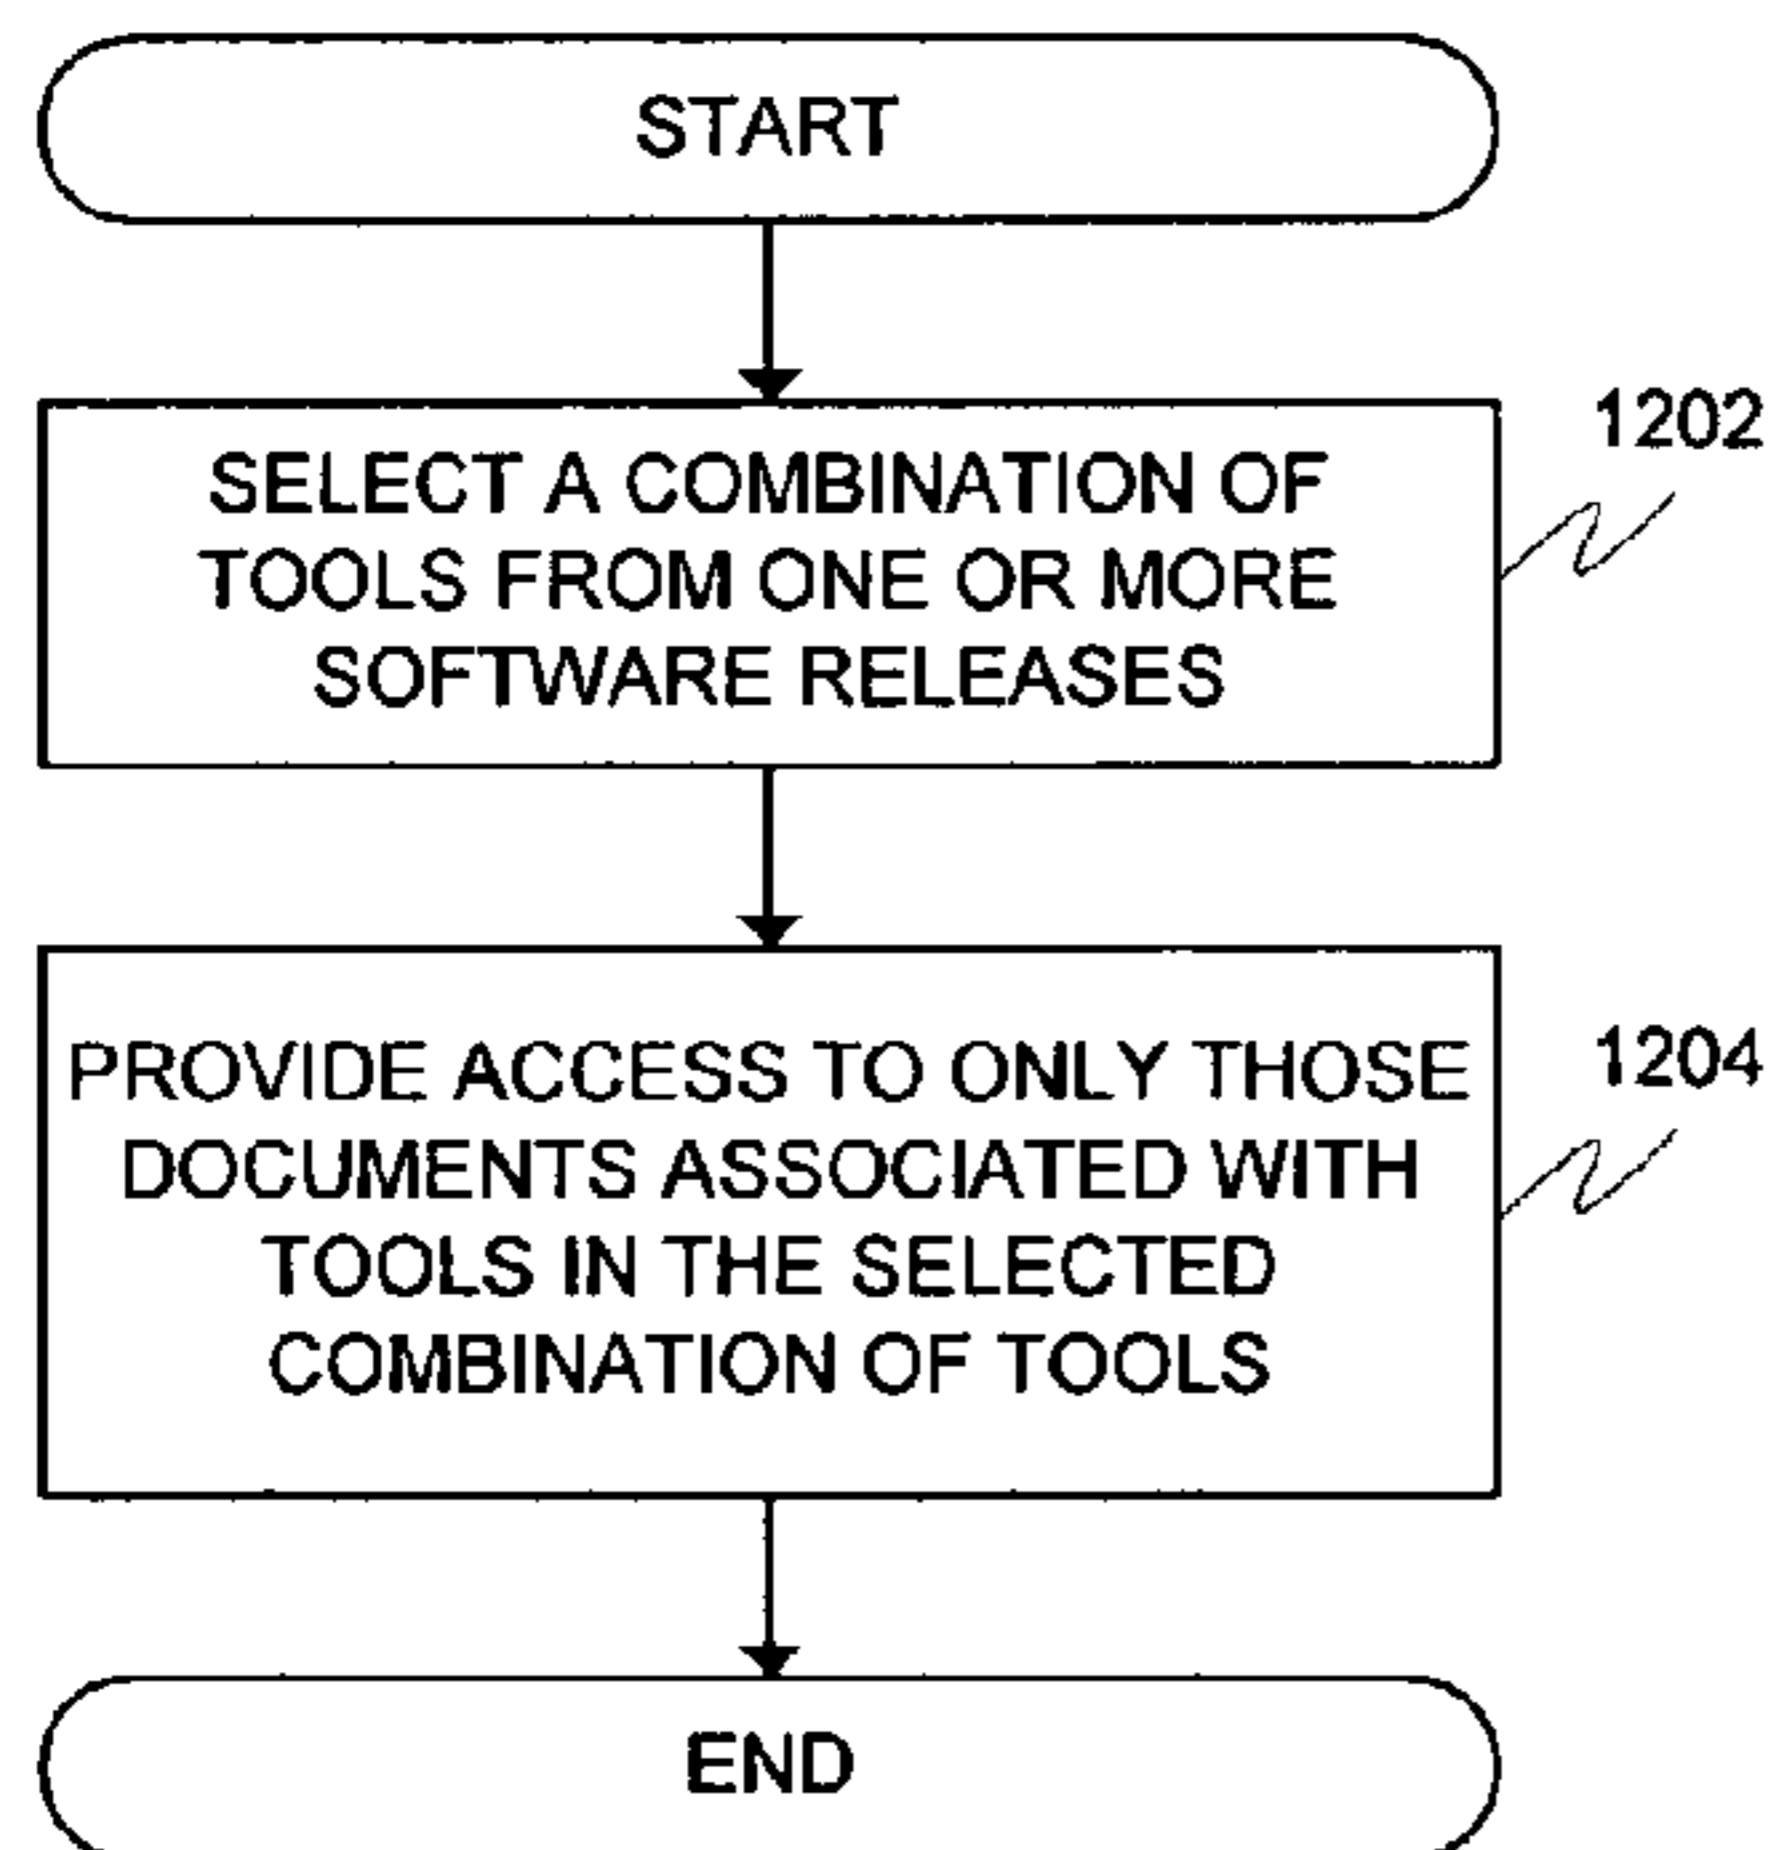 START
1202
SELECT A COMBINATION OF
TOOLS FROM ONE OR MORE
SOFTWARE RELEASES
1204
PROVIDE ACCESS TO ONLY THOSE
DOCUMENTS ASSOCIATED WITH
TOOLS IN THE SELECTED
COMBINATION OF TOOLS
END